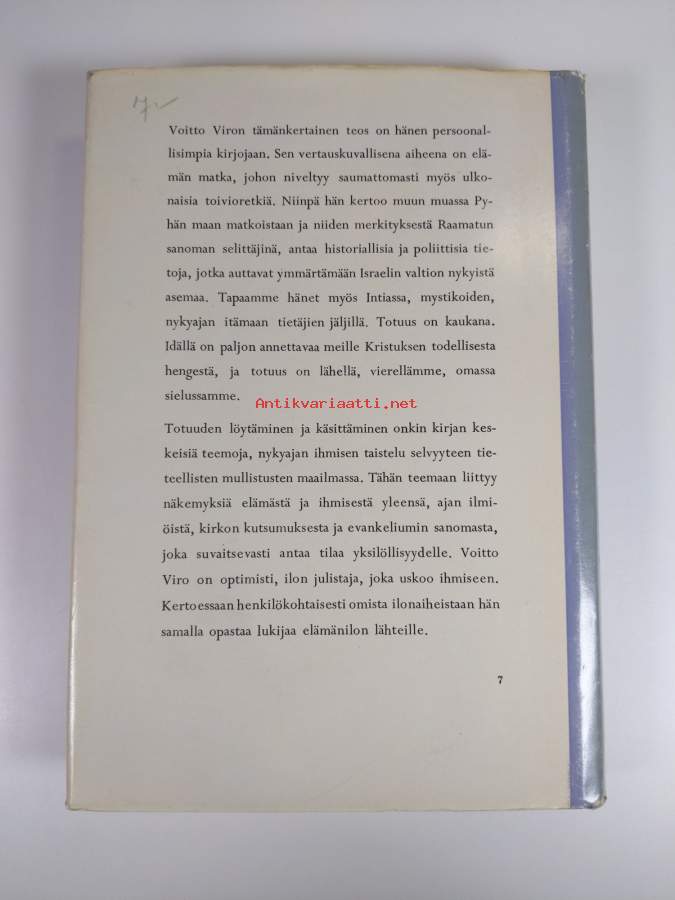 7,-
Voitto Viron tämänkertainen teos on hänen persoonal-
lisimpia kirjojaan. Sen vertauskuvallisena aiheena on elä-
män matka, johon niveltyy saumattomasti myös ulko-
naisia toivioretkiä. Niinpä hän kertoo muun muassa Py-
hän maan matkoistaan ja niiden merkityksestä Raamatun
sanoman selittäjinä, antaa historiallisia ja poliittisia tie-
toja, jotka auttavat ymmärtämään Israelin valtion nykyistä
asemaa. Tapaamme hänet myös Intiassa, mystikoiden,
nykyajan itämaan tietäjien jäljillä. Totuus on kaukana.
Idällä on paljon annettavaa meille Kristuksen todellisesta
hengestä, ja totuus on lähellä, vierellämme, omassa
sielussamme.
Antikvariaatti.net
Totuuden löytäminen ja käsittäminen onkin kirjan kes-
keisiä teemoja, nykyajan ihmisen taistelu selvyyteen tie-
teellisten mullistusten maailmassa. Tähän teemaan liittyy
näkemyksiä elämästä ja ihmisestä yleensä, ajan ilmi-
öistä, kirkon kutsumuksesta ja evankeliumin sanomasta,
joka suvaitsevasti antaa tilaa yksilöllisyydelle. Voitto
Viro on optimisti, ilon julistaja, joka uskoo ihmiseen.
Kertoessaan henkilökohtaisesti omista ilonaiheistaan hän
samalla opastaa lukijaa elämänilon lähteille.
7